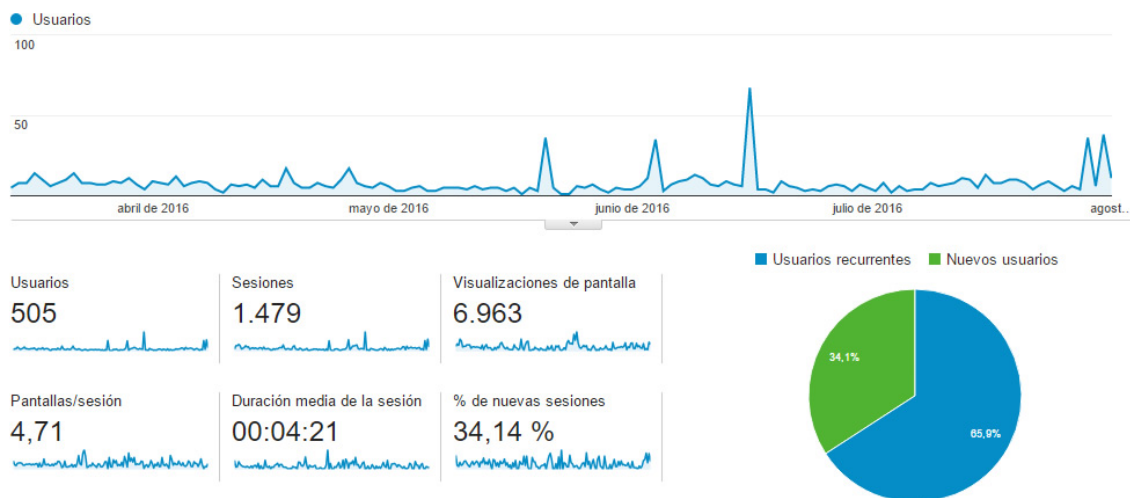 Usuarios
100
50
abril de 2016
mayo de 2016
junio de 2016
julio de 2016
agost...
Usuarios recurrentes
Nuevos usuarios
Usuarios
505
Sesiones
1.479
Visualizaciones de pantalla
6.963
Pantallas/sesión
4,71
Duración media de la sesión
00:04:21
% de nuevas sesiones
34,14 %
34,1%
65,9%